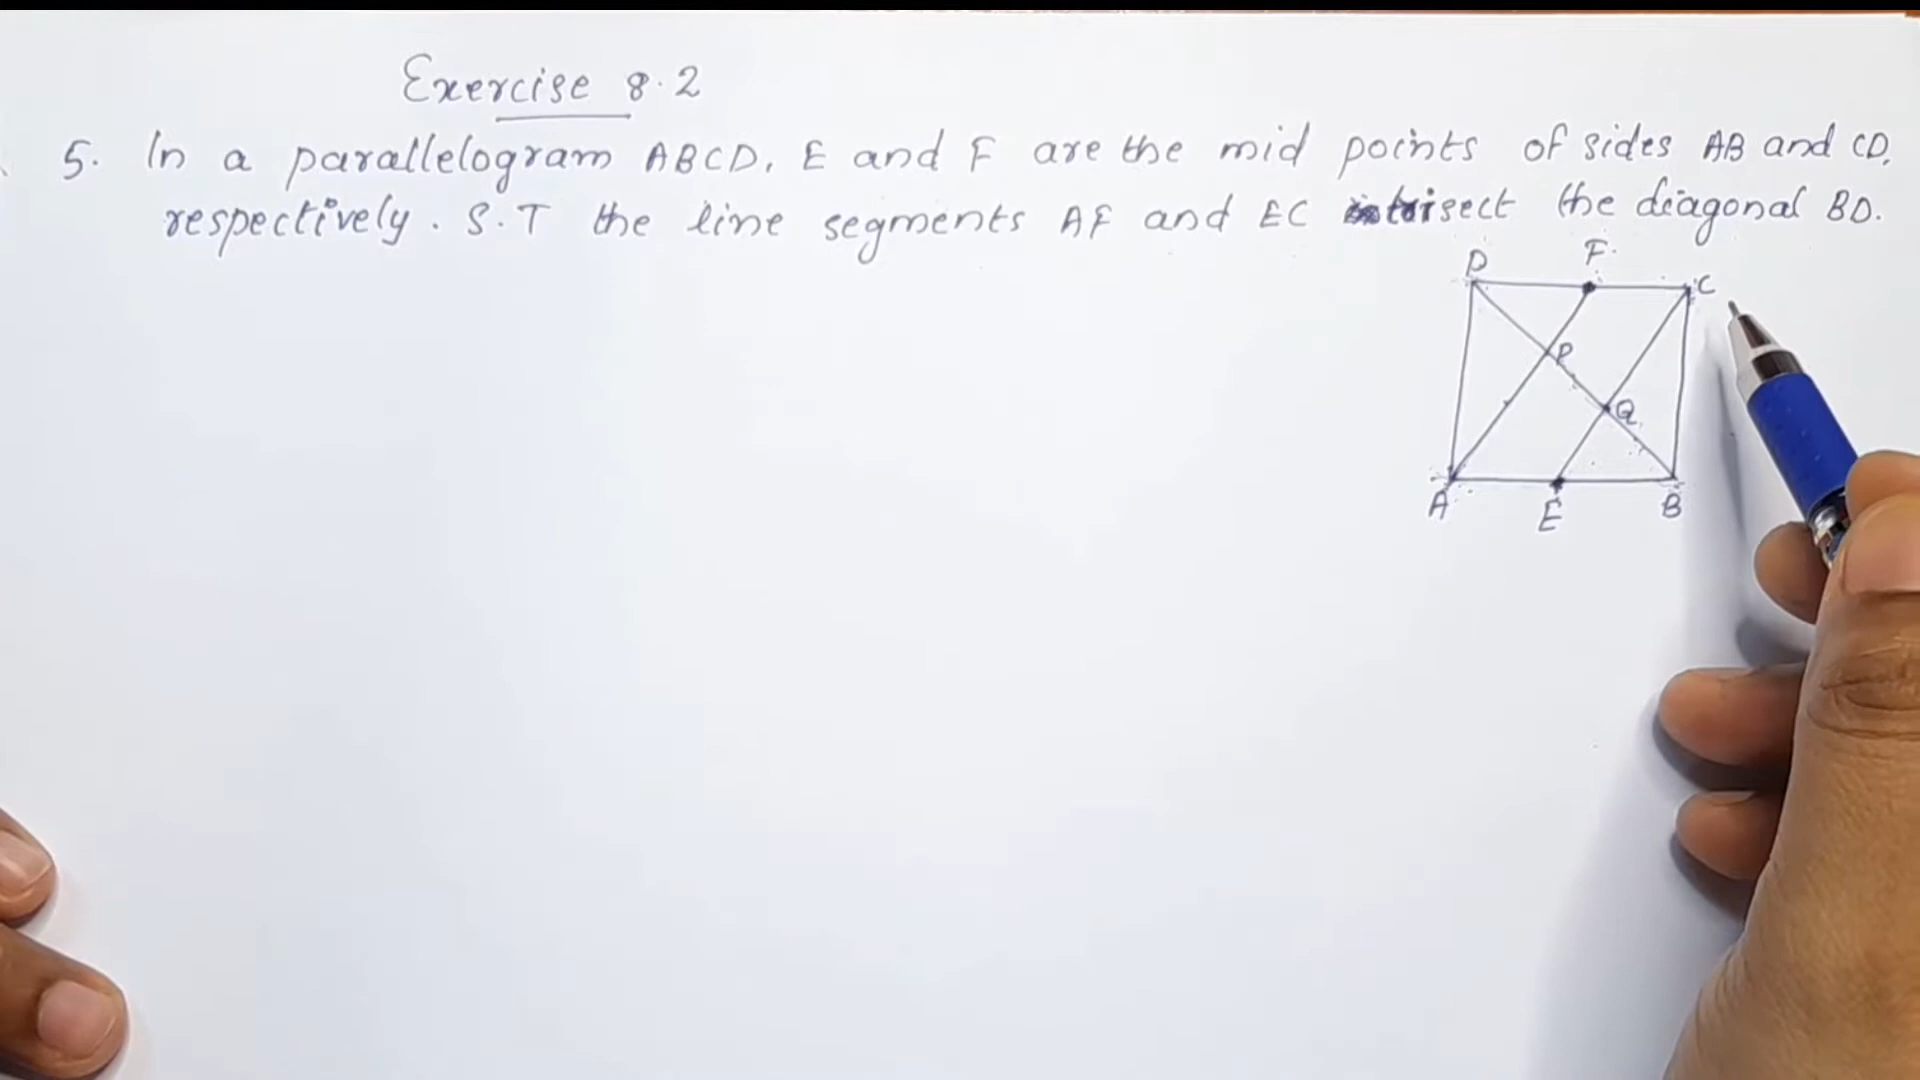 Exercise 8.2
5. In a parallelogram ABCD, E and F are the mid points of sides AB and CD,
respectively. S.T the line segments AF and EC trisect the diagonal BD.
D F. C
P
Q
A E B